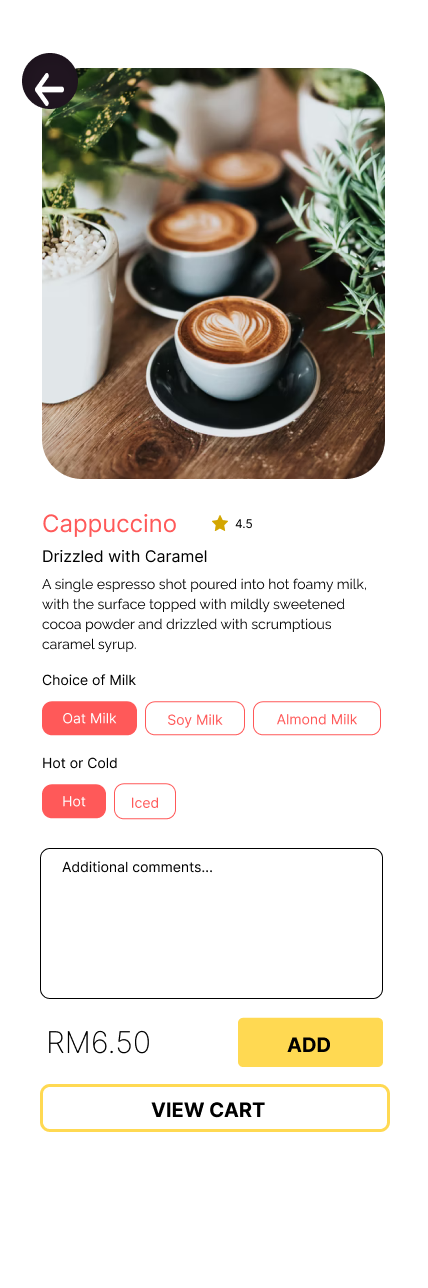 Cappuccino
4.5
Drizzled with Caramel
A single espresso shot poured into hot foamy milk,
with the surface topped with mildly sweetened
cocoa powder and drizzled with scrumptious
caramel syrup.
Choice of Milk
Oat Milk
Soy Milk
Almond Milk
Hot or Cold
Hot
Iced
Additional comments...
RM6.50
ADD
VIEW CART